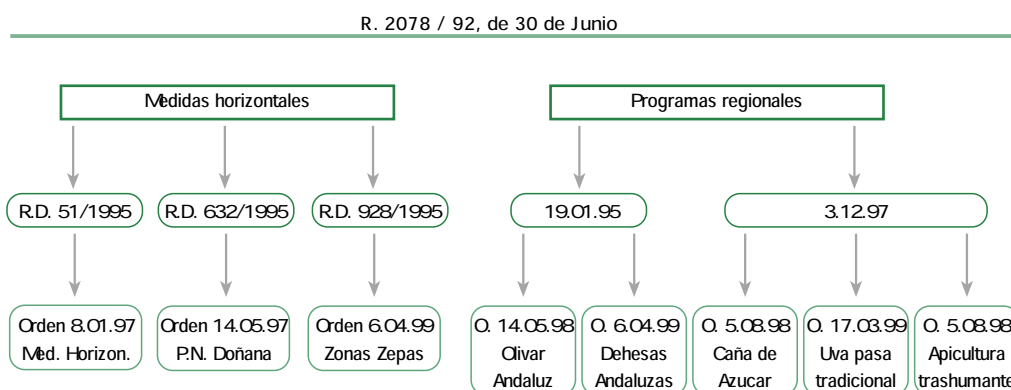 R. 2078 / 92, de 30 de Junio
Medidas horizontales
Programas regionales
R.D. 51/1995
R.D. 632/1995
R.D. 928/1995
19.01.95
3.12.97
Orden 8.01.97
Med. Horizon.
Orden 14.05.97
P.N. Doñana
Orden 6.04.99
Zonas Zepas
O. 14.05.98
Olivar
Andaluz
O. 6.04.99
Dehesas
Andaluzas
O. 5.08.98
Caña de
Azucar
O. 17.03.99
Uva pasa
tradicional
O. 5.08.98
Apicultura
trashumante